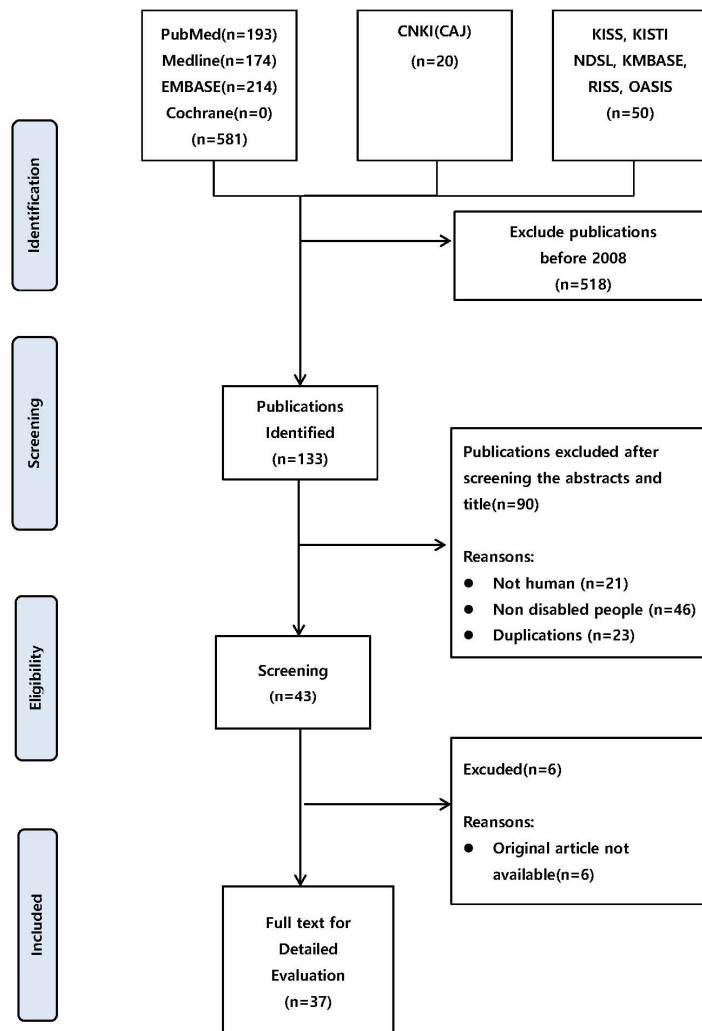 PubMed(n=193)
Medline(n=174)
EMBASE(n=214)
Cochrane(n=0)
(n=581)
CNKI(CAJ)
(n=20)
KISS, KISTI
NDSL, KMBASE,
RISS, OASIS
(n=50)
Identification
Exclude publications
before 2008
(n=518)
Screening
Publications
Identified
(n=133)
Publications excluded after
screening the abstracts and
title(n=90)
Reansons:
● Not human (n=21)
● Non disabled people (n=46)
● Duplications (n=23)
Eligibility
Screening
(n=43)
Excuded(n=6)
Reansons:
● Original article not
available(n=6)
Included
Full text for
Detailed
Evaluation
(n=37)